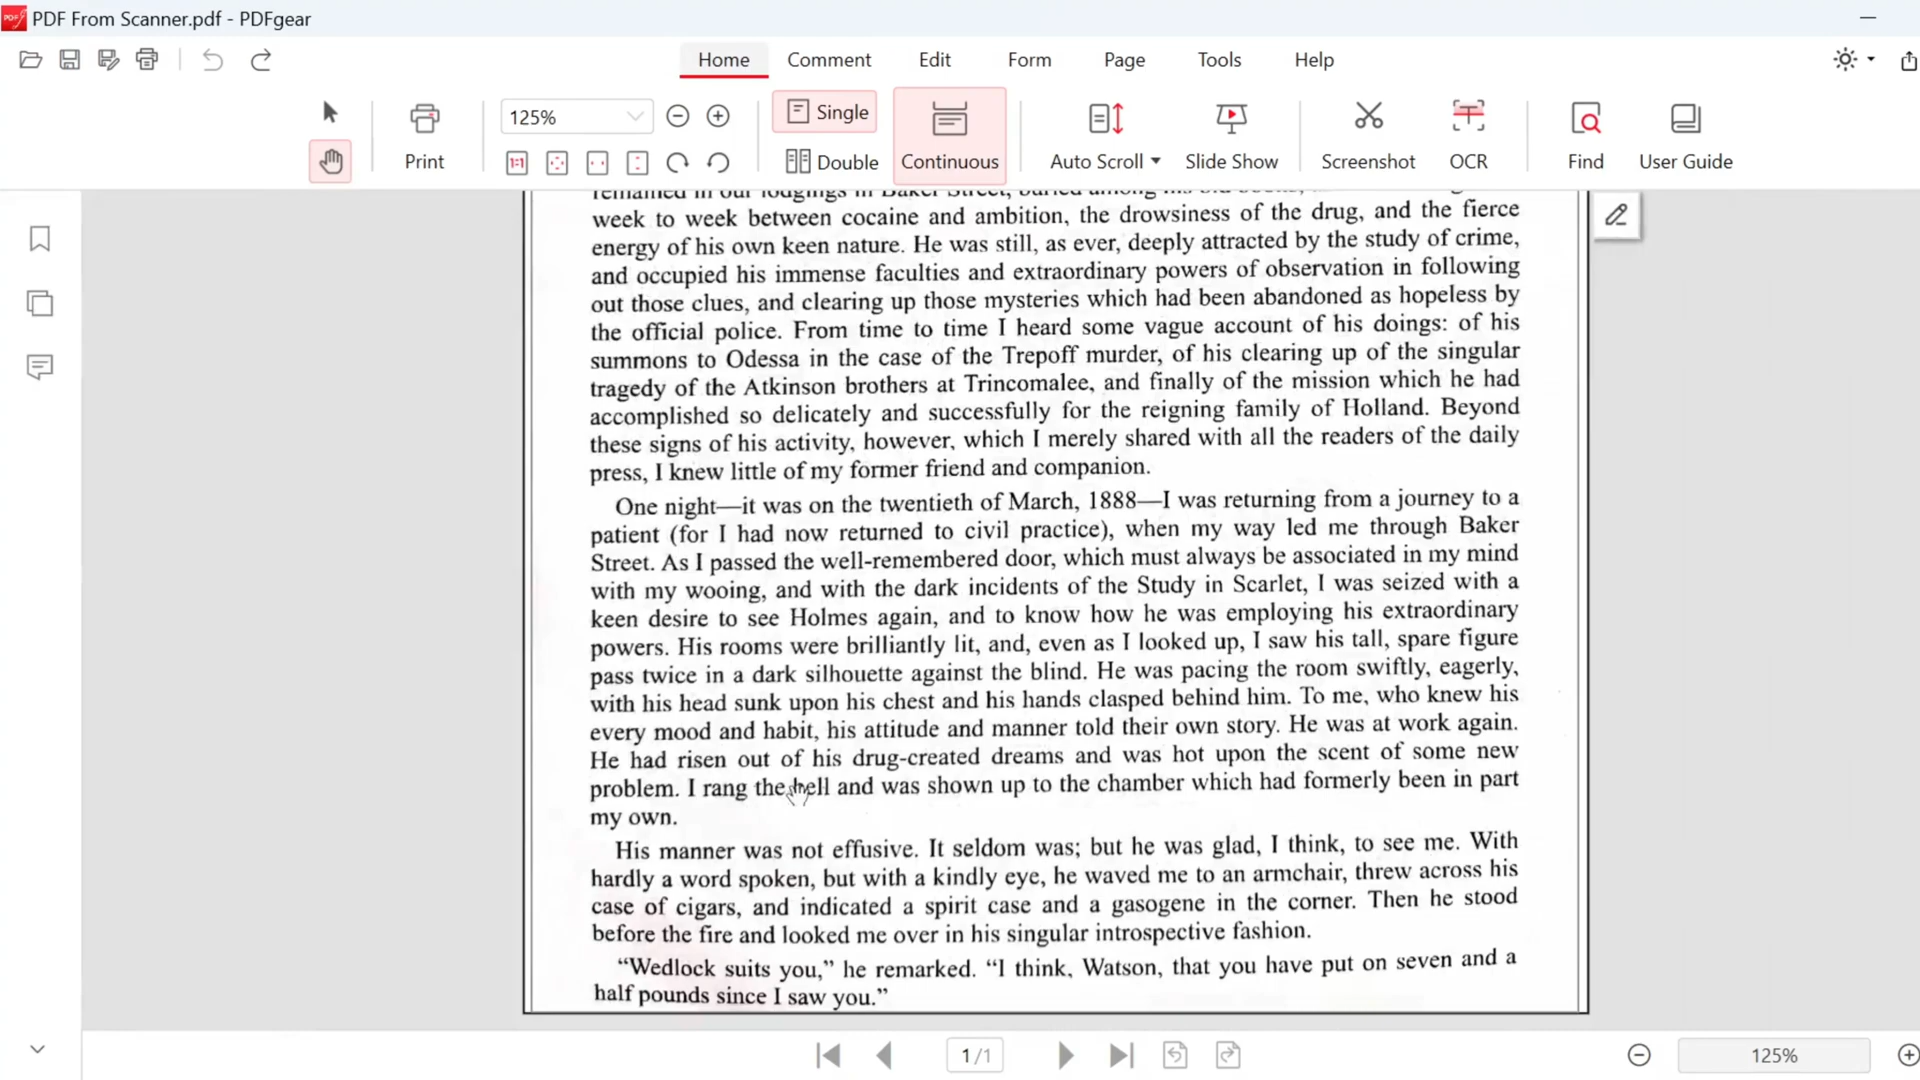 PDF From Scanner.pdf - PDFgear
Home Comment Edit Form Page Tools Help
125%
Single
Print
Double
Continuous
Auto Scroll
Slide Show
Screenshot
OCR
Find
User Guide
remained in our lodgings in Baker Street, buried among his old books,
week to week between cocaine and ambition, the drowsiness of the drug, and the fierce
energy of his own keen nature. He was still, as ever, deeply attracted by the study of crime,
and occupied his immense faculties and extraordinary powers of observation in following
out those clues, and clearing up those mysteries which had been abandoned as hopeless by
the official police. From time to time I heard some vague account of his doings: of his
summons to Odessa in the case of the Trepoff murder, of his clearing up of the singular
tragedy of the Atkinson brothers at Trincomalee, and finally of the mission which he had
accomplished so delicately and successfully for the reigning family of Holland. Beyond
these signs of his activity, however, which I merely shared with all the readers of the daily
press, I knew little of my former friend and companion.
One night—it was on the twentieth of March, 1888—I was returning from a journey to a
patient (for I had now returned to civil practice), when my way led me through Baker
Street. As I passed the well-remembered door, which must always be associated in my mind
with my wooing, and with the dark incidents of the Study in Scarlet, I was seized with a
keen desire to see Holmes again, and to know how he was employing his extraordinary
powers. His rooms were brilliantly lit, and, even as I looked up, I saw his tall, spare figure
pass twice in a dark silhouette against the blind. He was pacing the room swiftly, eagerly,
with his head sunk upon his chest and his hands clasped behind him. To me, who knew his
every mood and habit, his attitude and manner told their own story. He was at work again.
He had risen out of his drug-created dreams and was hot upon the scent of some new
problem. I rang the bell and was shown up to the chamber which had formerly been in part
my own.
His manner was not effusive. It seldom was; but he was glad, I think, to see me. With
hardly a word spoken, but with a kindly eye, he waved me to an armchair, threw across his
case of cigars, and indicated a spirit case and a gasogene in the corner. Then he stood
before the fire and looked me over in his singular introspective fashion.
“Wedlock suits you,” he remarked. “I think, Watson, that you have put on seven and a
half pounds since I saw you.”
1 /1
125%